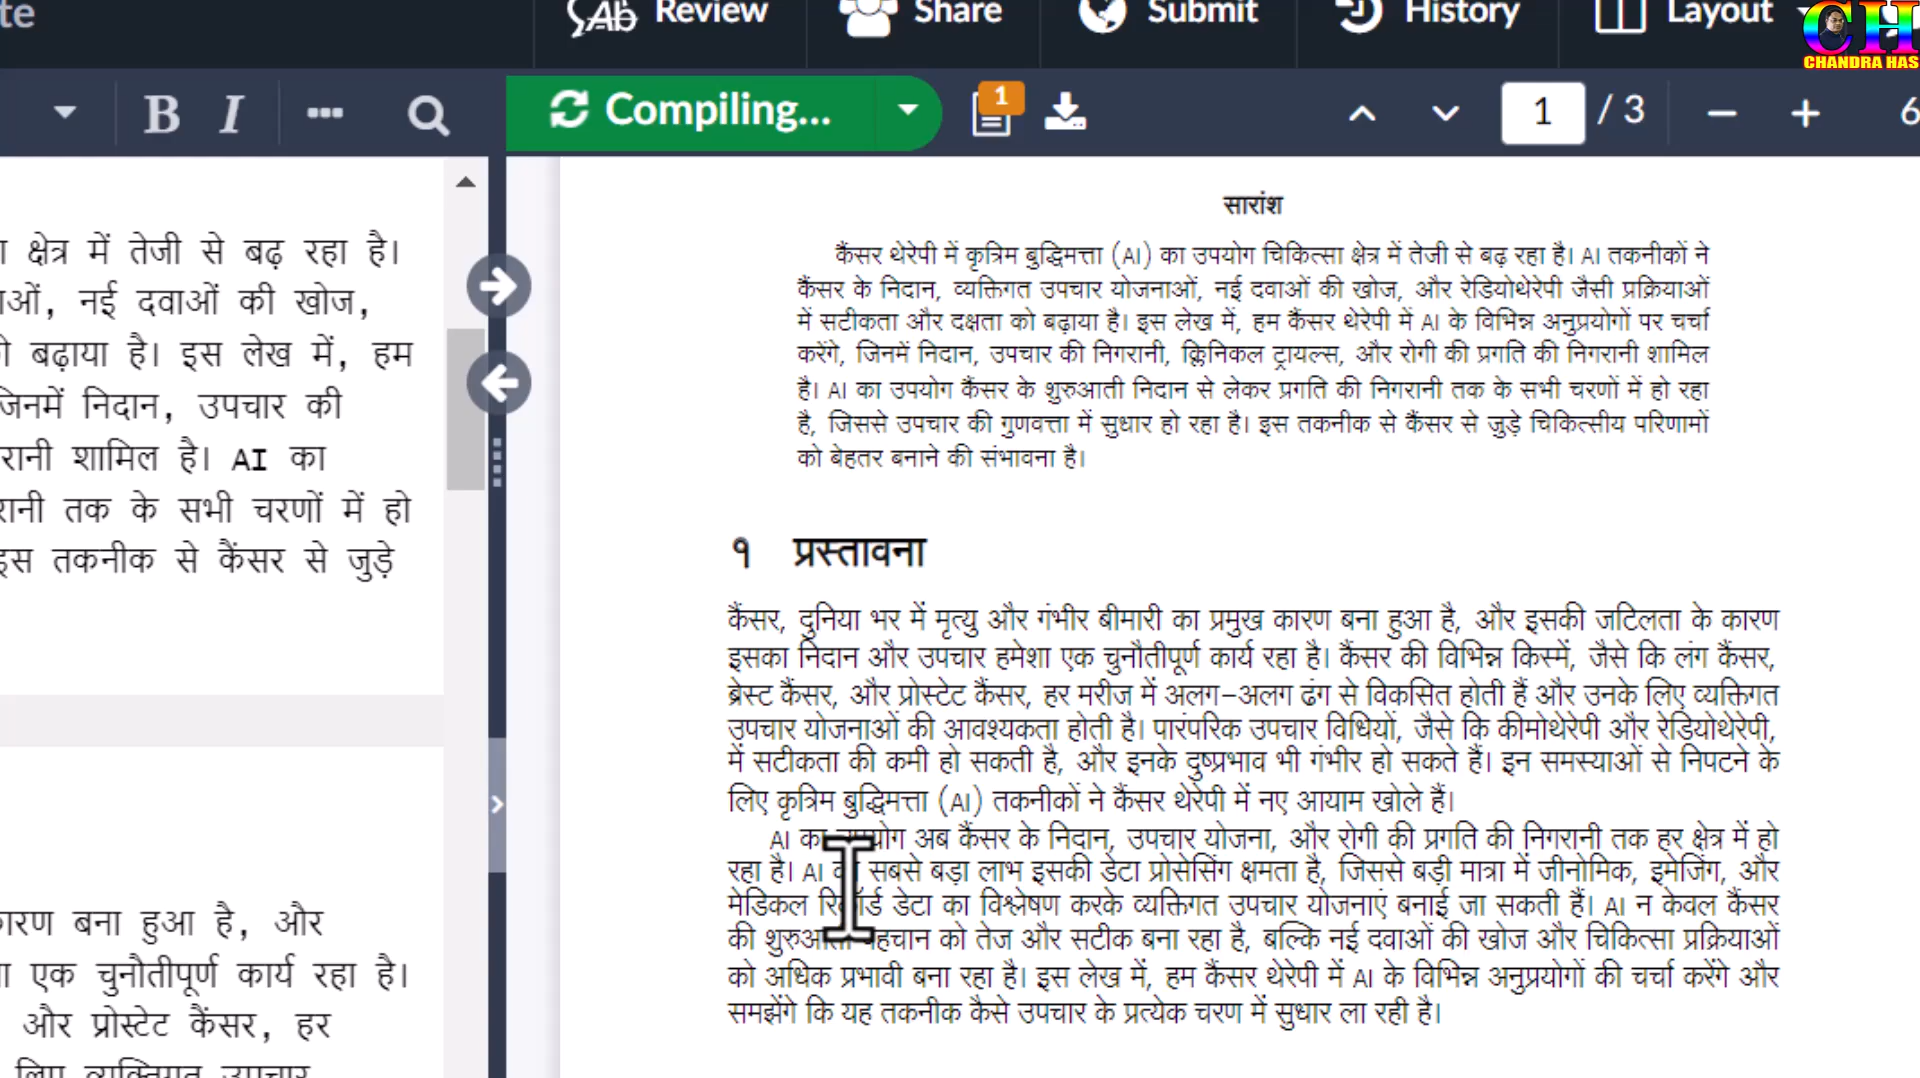 te
Review
Share
Submit
History
Layout
CH
CHANDRA HAS
B I
Compiling...
1
1 / 3
6
क्षेत्र में तेजी से बढ़ रहा है।
नई दवाओं की खोज,
बढ़ाया है। इस लेख में, हम
निदान, उपचार की
शामिल है। AI का
तक के सभी चरणों में हो
तकनीक से कैंसर से जुड़े
बना हुआ है, और
एक चुनौतीपूर्ण कार्य रहा है।
और प्रोस्टेट कैंसर, हर
लिए व्यक्तिगत उपचार
सारांश
कैंसर थेरेपी में कृत्रिम बुद्धिमत्ता (AI) का उपयोग चिकित्सा क्षेत्र में तेजी से बढ़ रहा है। AI तकनीकों ने
कैंसर के निदान, व्यक्तिगत उपचार योजनाओं, नई दवाओं की खोज, और रेडियोथेरेपी जैसी प्रक्रियाओं
में सटीकता और दक्षता को बढ़ाया है। इस लेख में, हम कैंसर थेरेपी में AI के विभिन्न अनुप्रयोगों पर चर्चा
करेंगे, जिनमें निदान, उपचार की निगरानी, क्लिनिकल ट्रायल्स, और रोगी की प्रगति की निगरानी शामिल
है। AI का उपयोग कैंसर के शुरुआती निदान से लेकर प्रगति की निगरानी तक के सभी चरणों में हो रहा
है, जिससे उपचार की गुणवत्ता में सुधार हो रहा है। इस तकनीक से कैंसर से जुड़े चिकित्सीय परिणामों
को बेहतर बनाने की संभावना है।
१ प्रस्तावना
कैंसर, दुनिया भर में मृत्यु और गंभीर बीमारी का प्रमुख कारण बना हुआ है, और इसकी जटिलता के कारण
इसका निदान और उपचार हमेशा एक चुनौतीपूर्ण कार्य रहा है। कैंसर की विभिन्न किस्में, जैसे कि लंग कैंसर,
ब्रेस्ट कैंसर, और प्रोस्टेट कैंसर, हर मरीज में अलग-अलग ढंग से विकसित होती हैं और उनके लिए व्यक्तिगत
उपचार योजनाओं की आवश्यकता होती है। पारंपरिक उपचार विधियों, जैसे कि कीमोथेरेपी और रेडियोथेरेपी,
में सटीकता की कमी हो सकती है, और इनके दुष्प्रभाव भी गंभीर हो सकते हैं। इन समस्याओं से निपटने के
लिए कृत्रिम बुद्धिमत्ता (AI) तकनीकों ने कैंसर थेरेपी में नए आयाम खोले हैं।
AI का उपयोग अब कैंसर के निदान, उपचार योजना, और रोगी की प्रगति की निगरानी तक हर क्षेत्र में हो
रहा है। AI सबसे बड़ा लाभ इसकी डेटा प्रोसेसिंग क्षमता है, जिससे बड़ी मात्रा में जीनोमिक, इमेजिंग, और
मेडिकल रिकॉर्ड डेटा का विश्लेषण करके व्यक्तिगत उपचार योजनाएं बनाई जा सकती हैं। AI न केवल कैंसर
की शुरुआती पहचान को तेज और सटीक बना रहा है, बल्कि नई दवाओं की खोज और चिकित्सा प्रक्रियाओं
को अधिक प्रभावी बना रहा है। इस लेख में, हम कैंसर थेरेपी में AI के विभिन्न अनुप्रयोगों की चर्चा करेंगे और
समझेंगे कि यह तकनीक कैसे उपचार के प्रत्येक चरण में सुधार ला रही है।